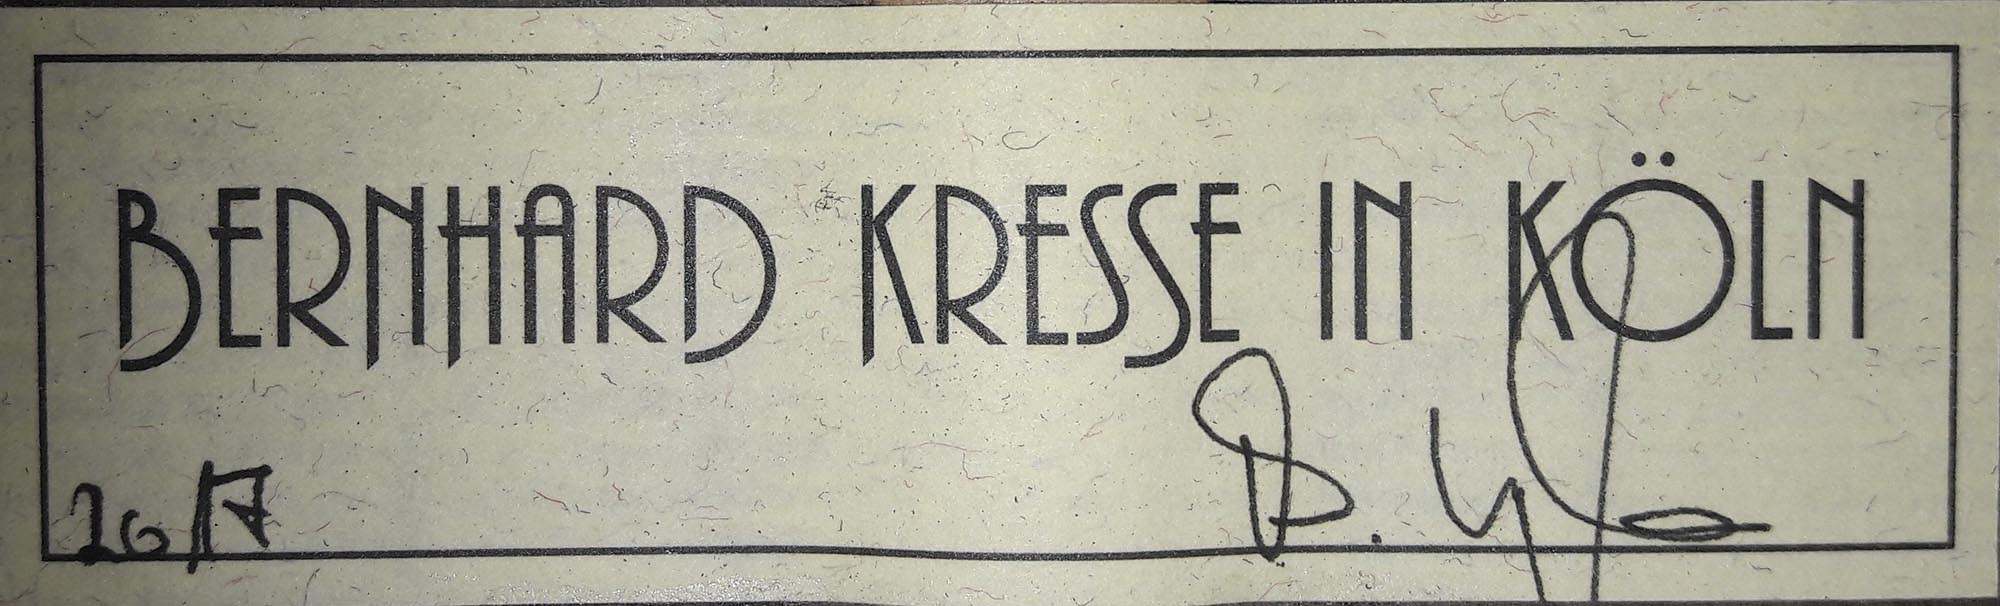 BERNHARD KRESSE IN KÖLN
2017